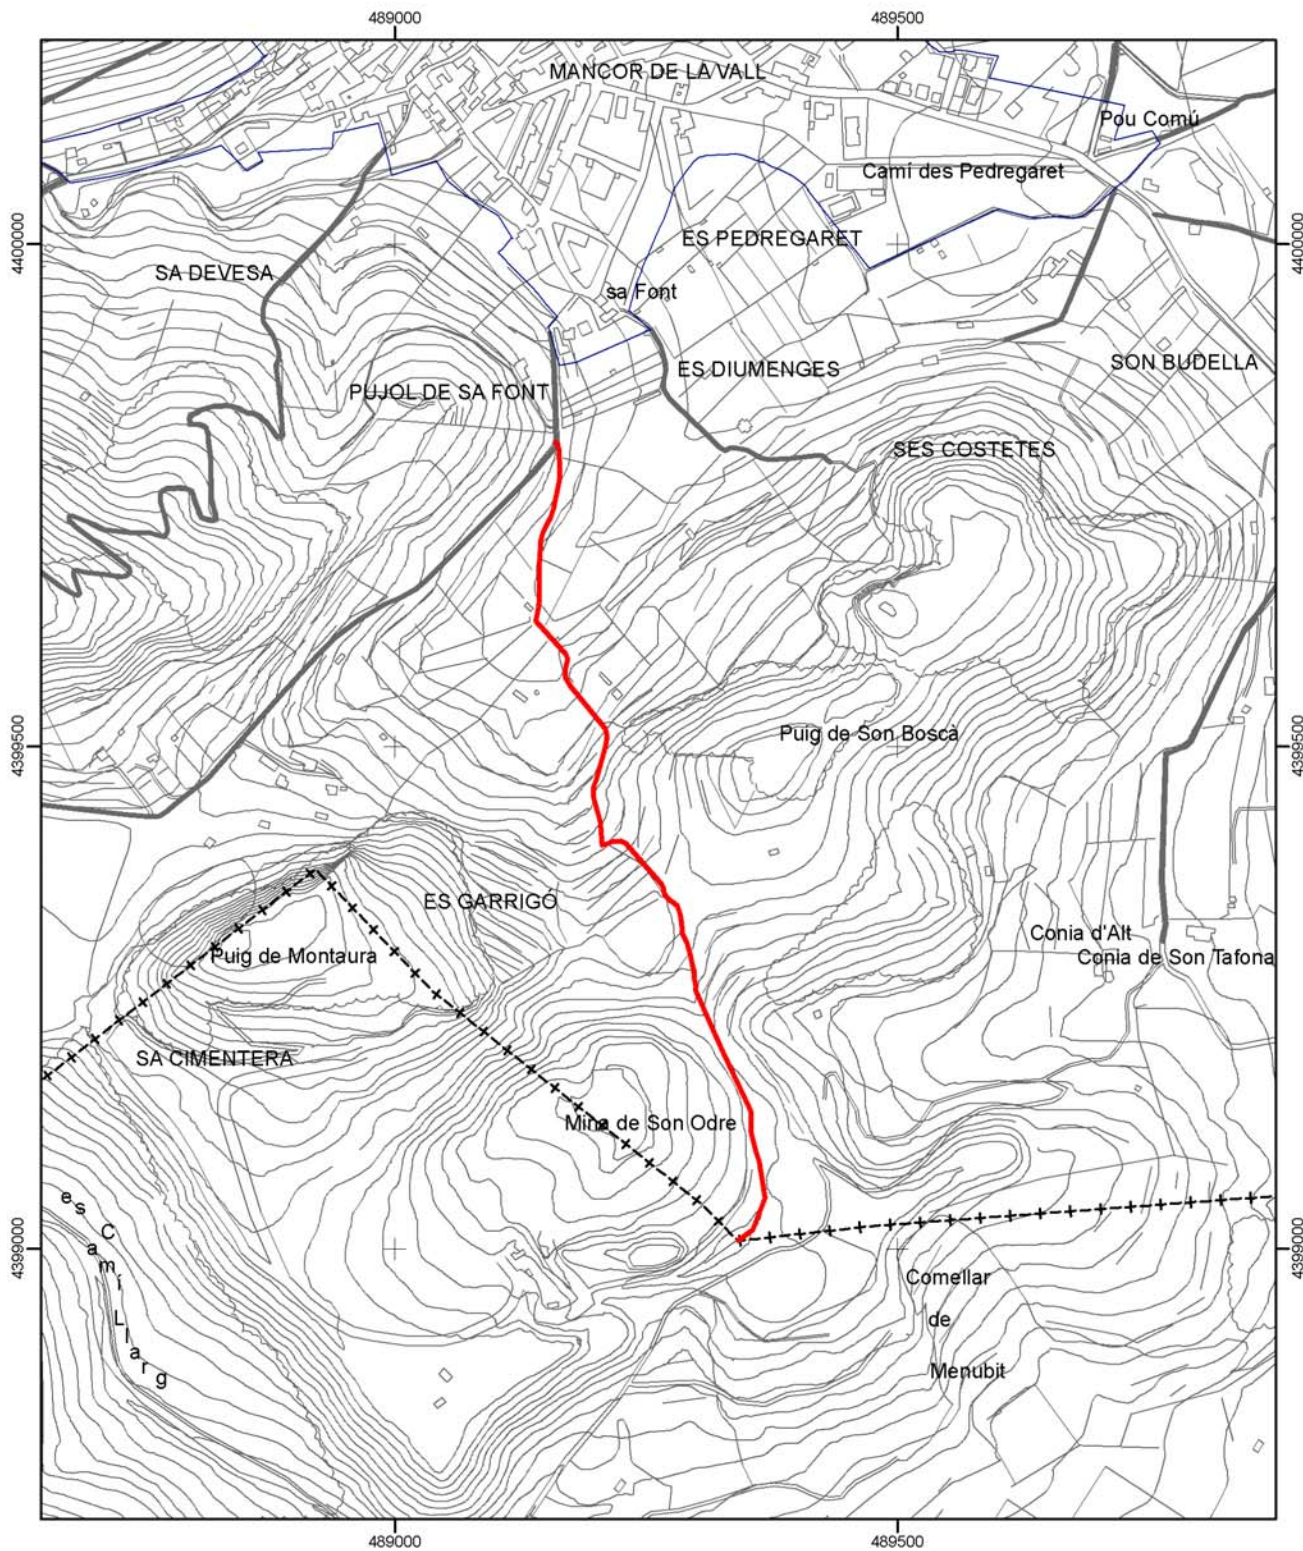 489000
489500
MANCOR DE LA VALL
Pou Comú
Camí des Pedregaret
4400000
4400000
ES PEDREGARET
SA DEVESA
sa Font
ES DIUMENGES
SON BUDELLA
PUJOL DE SA FONT
SES COSTETES
4399500
4399500
Puig de Son Boscà
ES GARRIGÓ
Conia d'Alt
Puig de Montaura
Conia de Son Tafona
SA CIMENTERA
Mina de Son Odre
es Camí Llarg
4399000
4399000
Comellar
de
Menubit
489000
489500